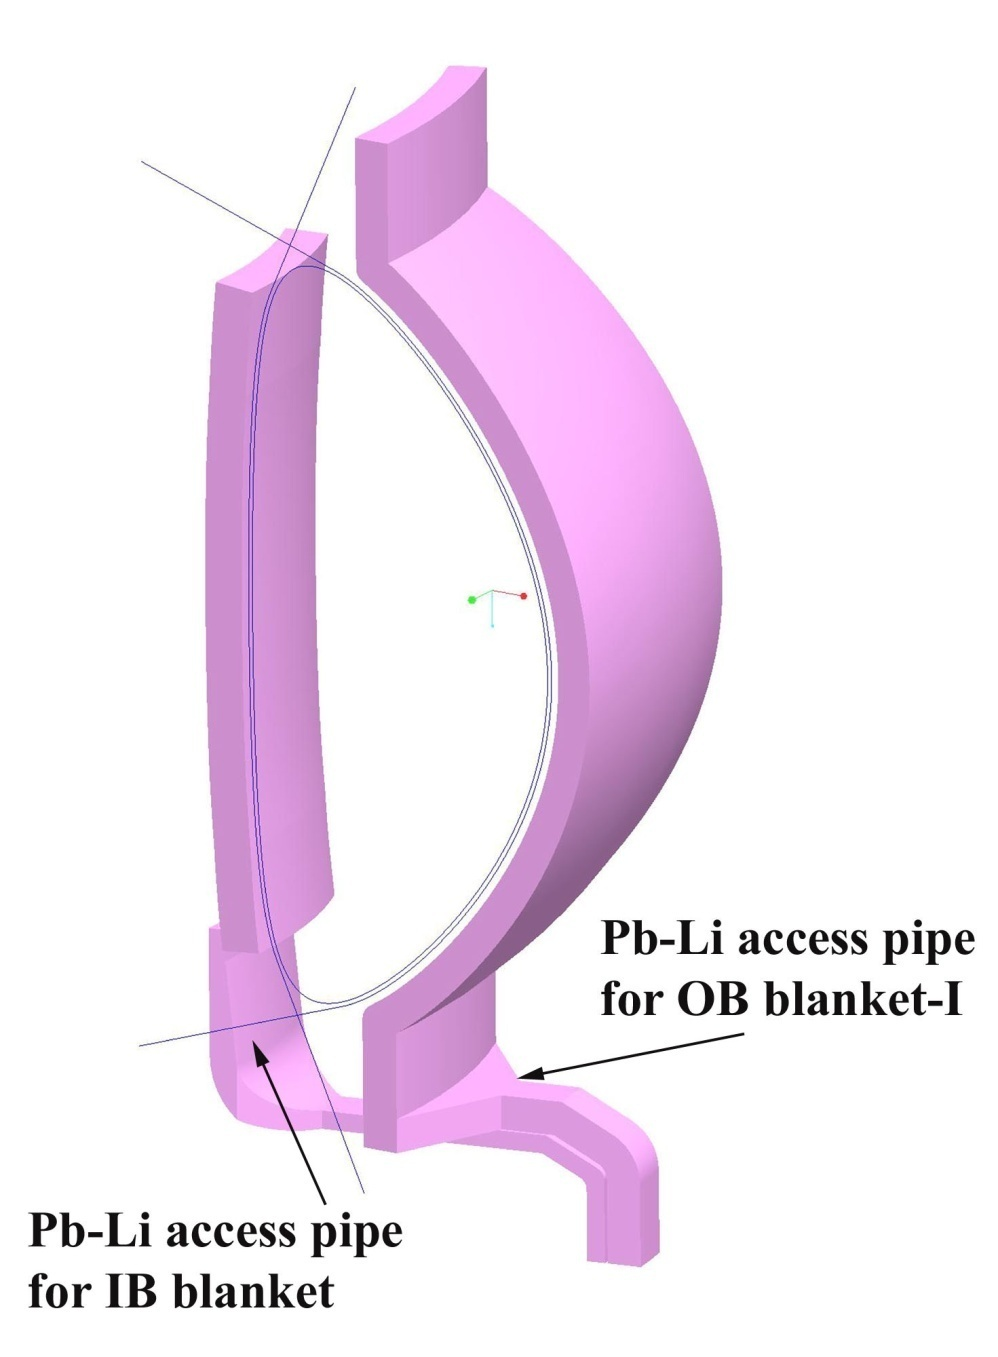 Pb-Li access pipe
for OB blanket-I
Pb-Li access pipe
for IB blanket